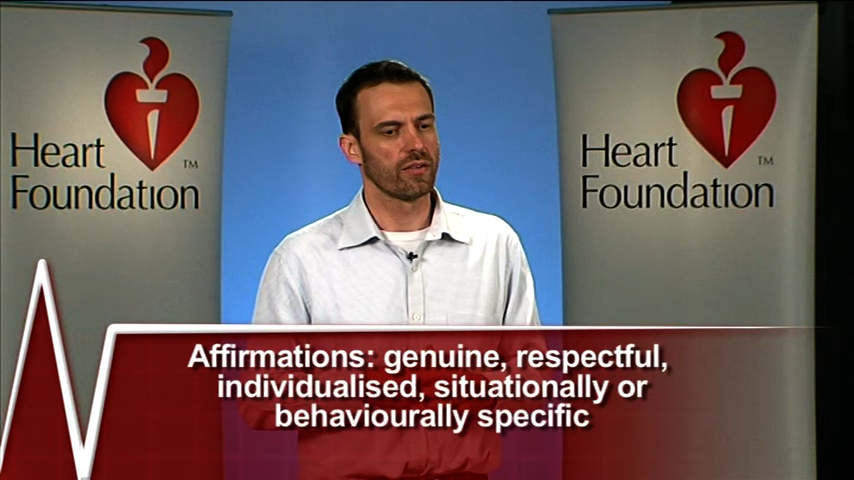 Heart
Foundation
TM
Heart
Foundation
TM
Affirmations: genuine, respectful,
individualised, situationally or
behaviourally specific